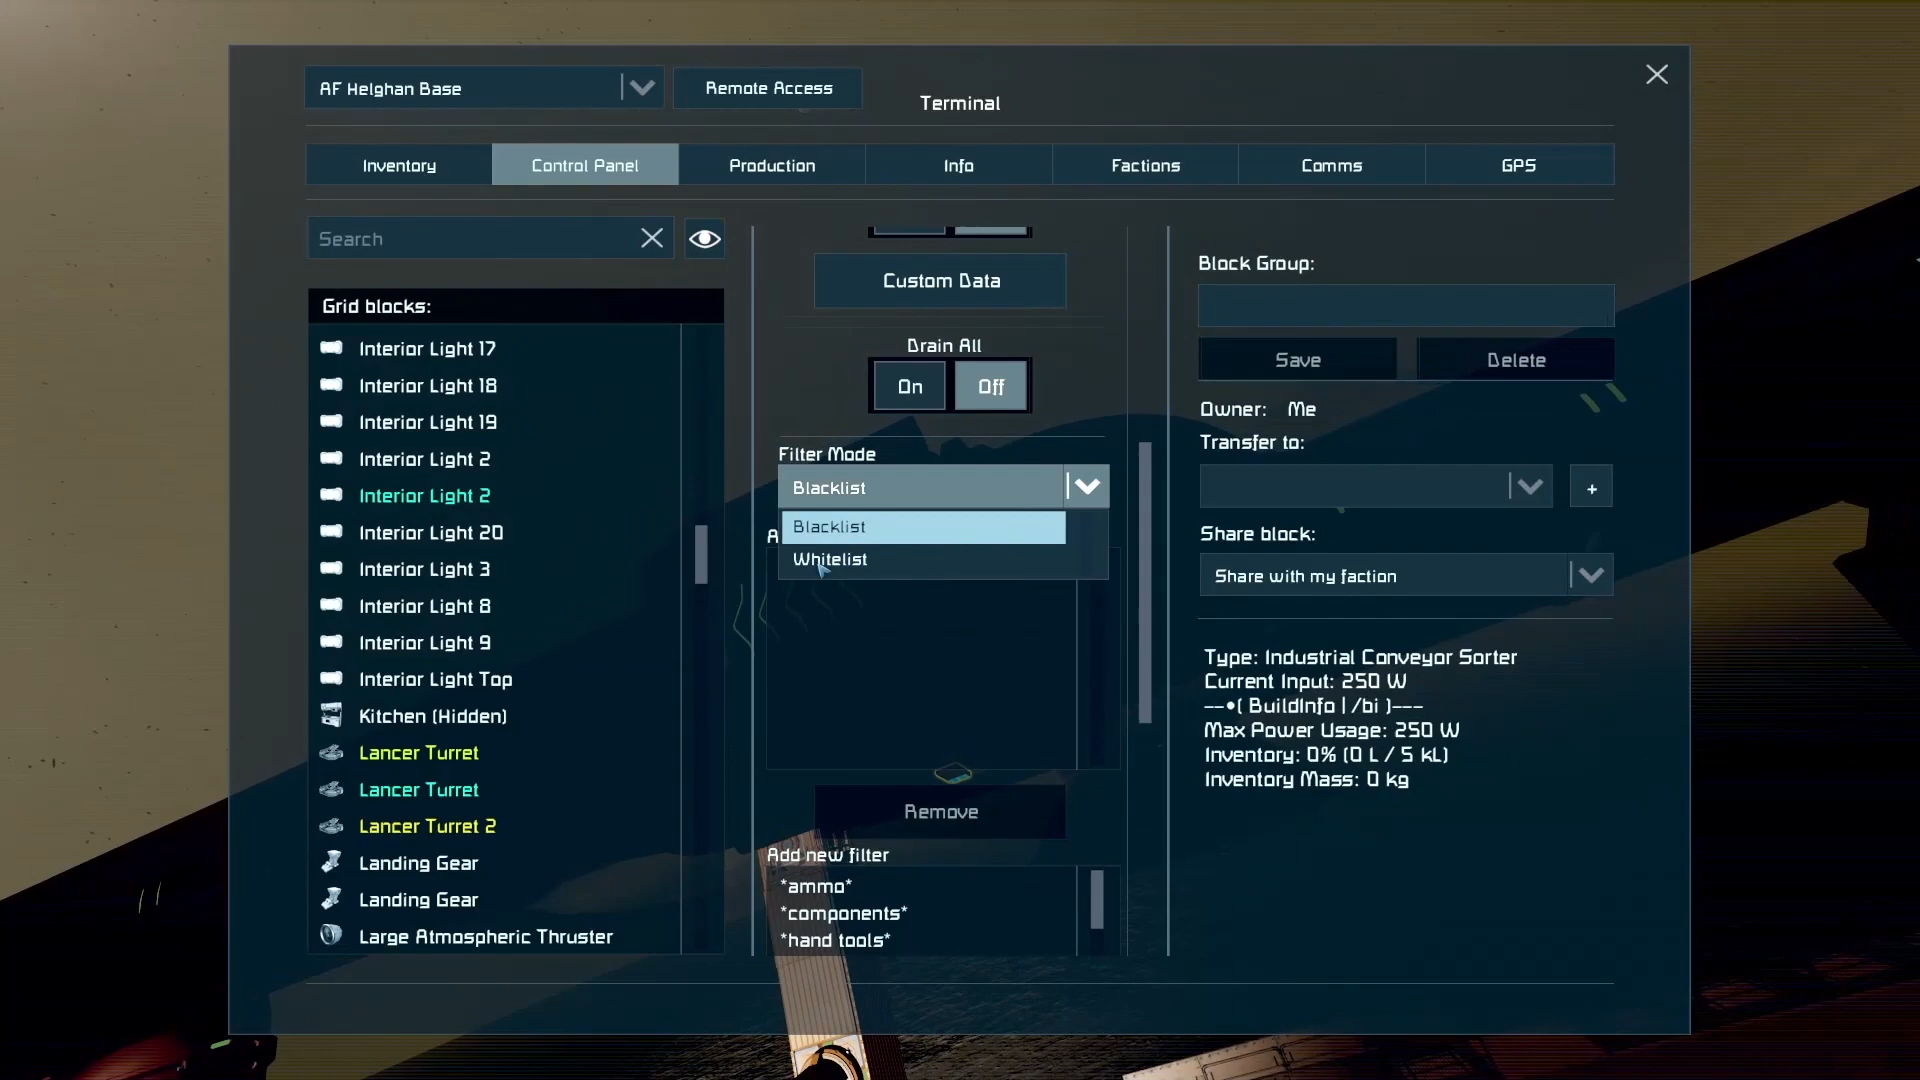 AF Helghan Base
Remote Access
Terminal
Inventory
Control Panel
Production
Info
Factions
Comms
GPS
Search
Grid blocks:
Interior Light 17
Interior Light 18
Interior Light 19
Interior Light 2
Interior Light 2
Interior Light 20
Interior Light 3
Interior Light 8
Interior Light 9
Interior Light Top
Kitchen (Hidden)
Lancer Turret
Lancer Turret
Lancer Turret 2
Landing Gear
Landing Gear
Large Atmospheric Thruster
Custom Data
Drain All
On
Off
Filter Mode
Blacklist
Blacklist
Whitelist
Remove
Add new filter
*ammo*
*components*
*hand tools*
Block Group:
Save
Delete
Owner: Me
Transfer to:
+
Share block:
Share with my faction
Type: Industrial Conveyor Sorter
Current Input: 250 W
--•( BuildInfo | /bi )---
Max Power Usage: 250 W
Inventory: 0% (0 L / 5 kL)
Inventory Mass: 0 kg